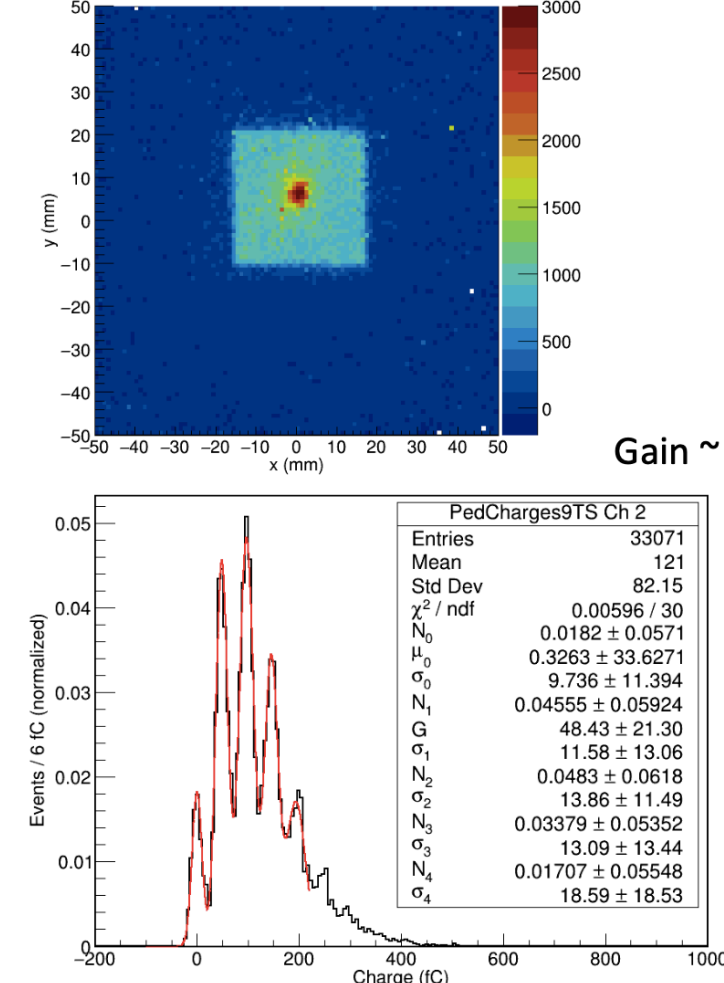 50
40
30
20
10
0
−10
−20
−30
−40
−50
y (mm)
−50 −40 −30 −20 −10 0 10 20 30 40 50
x (mm)
3000
2500
2000
1500
1000
500
0
Gain ~
0.05
0.04
0.03
0.02
0.01
0
Events / 6 fC (normalized)
PedCharges9TS Ch 2
Entries 33071
Mean 121
Std Dev 82.15
χ² / ndf 0.00596 / 30
N₀ 0.0182 ± 0.0571
μ₀ 0.3263 ± 33.6271
σ₀ 9.736 ± 11.394
N₁ 0.04555 ± 0.05924
G 48.43 ± 21.30
σ₁ 11.58 ± 13.06
N₂ 0.0483 ± 0.0618
σ₂ 13.86 ± 11.49
N₃ 0.03379 ± 0.05352
σ₃ 13.09 ± 13.44
N₄ 0.01707 ± 0.05548
σ₄ 18.59 ± 18.53
−200 0 200 400 600 800 1000
Charge (fC)